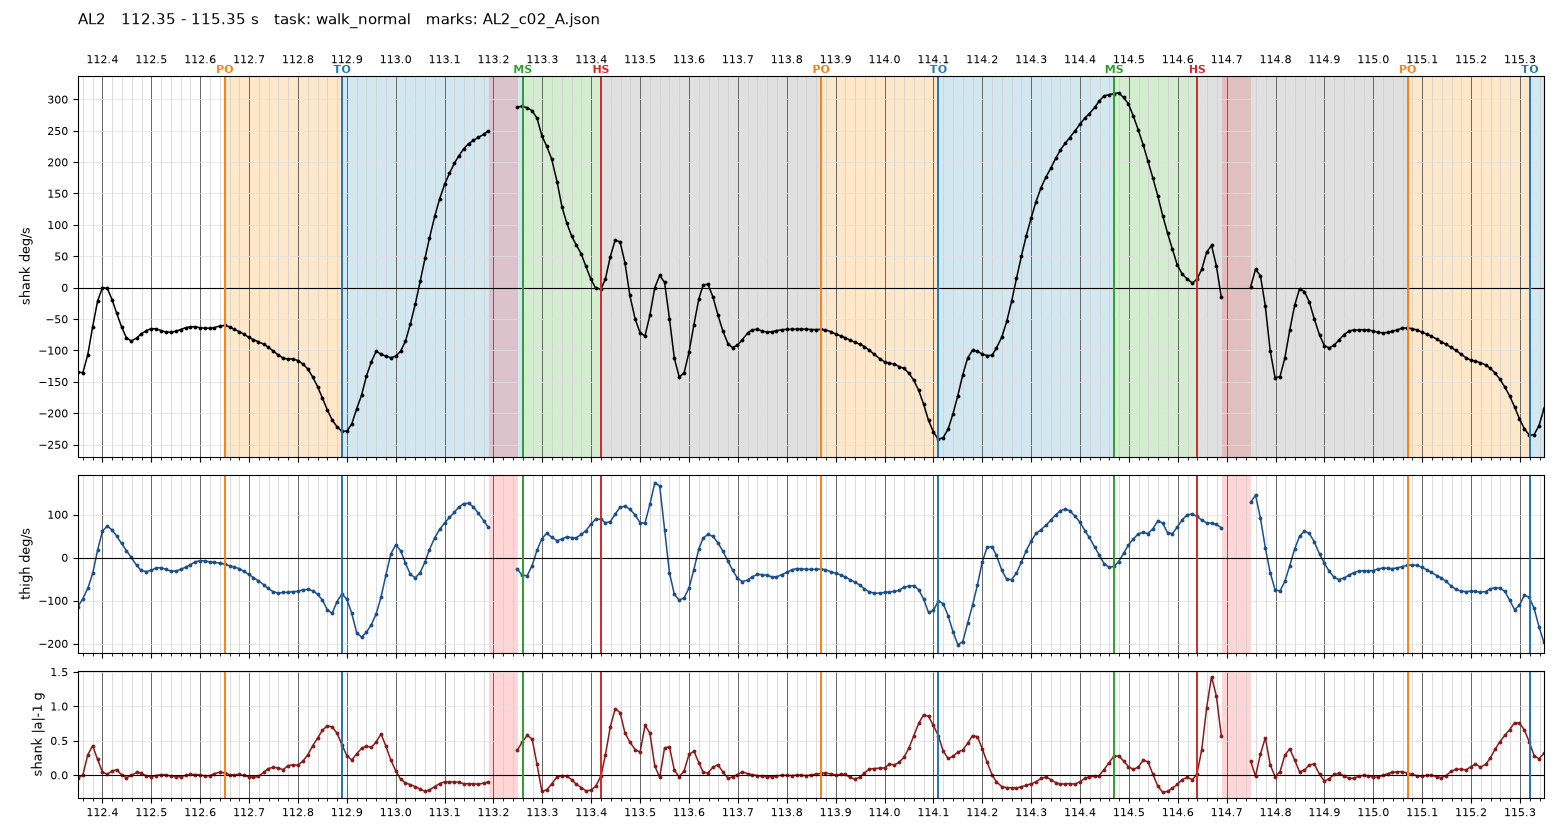 AL2   112.35 - 115.35 s   task: walk_normal   marks: AL2_c02_A.json
112.4 112.5 112.6 112.7 112.8 112.9 113.0 113.1 113.2 113.3 113.4 113.5 113.6 113.7 113.8 113.9 114.0 114.1 114.2 114.3 114.4 114.5 114.6 114.7 114.8 114.9 115.0 115.1 115.2 115.3
PO TO MS HS PO TO MS HS PO TO
shank deg/s
300
250
200
150
100
50
0
−50
−100
−150
−200
−250
thigh deg/s
100
0
−100
−200
shank |a|-1 g
1.5
1.0
0.5
0.0
112.4 112.5 112.6 112.7 112.8 112.9 113.0 113.1 113.2 113.3 113.4 113.5 113.6 113.7 113.8 113.9 114.0 114.1 114.2 114.3 114.4 114.5 114.6 114.7 114.8 114.9 115.0 115.1 115.2 115.3